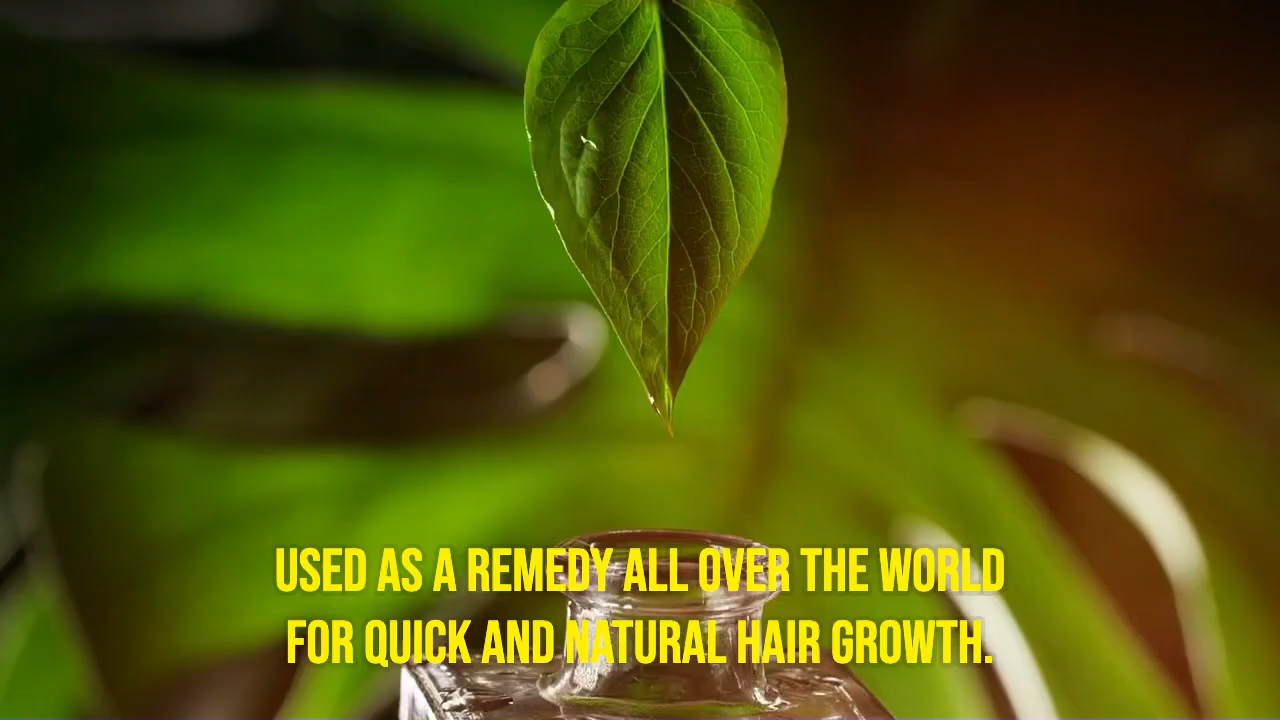 USED AS A REMEDY ALL OVER THE WORLD
FOR QUICK AND NATURAL HAIR GROWTH.